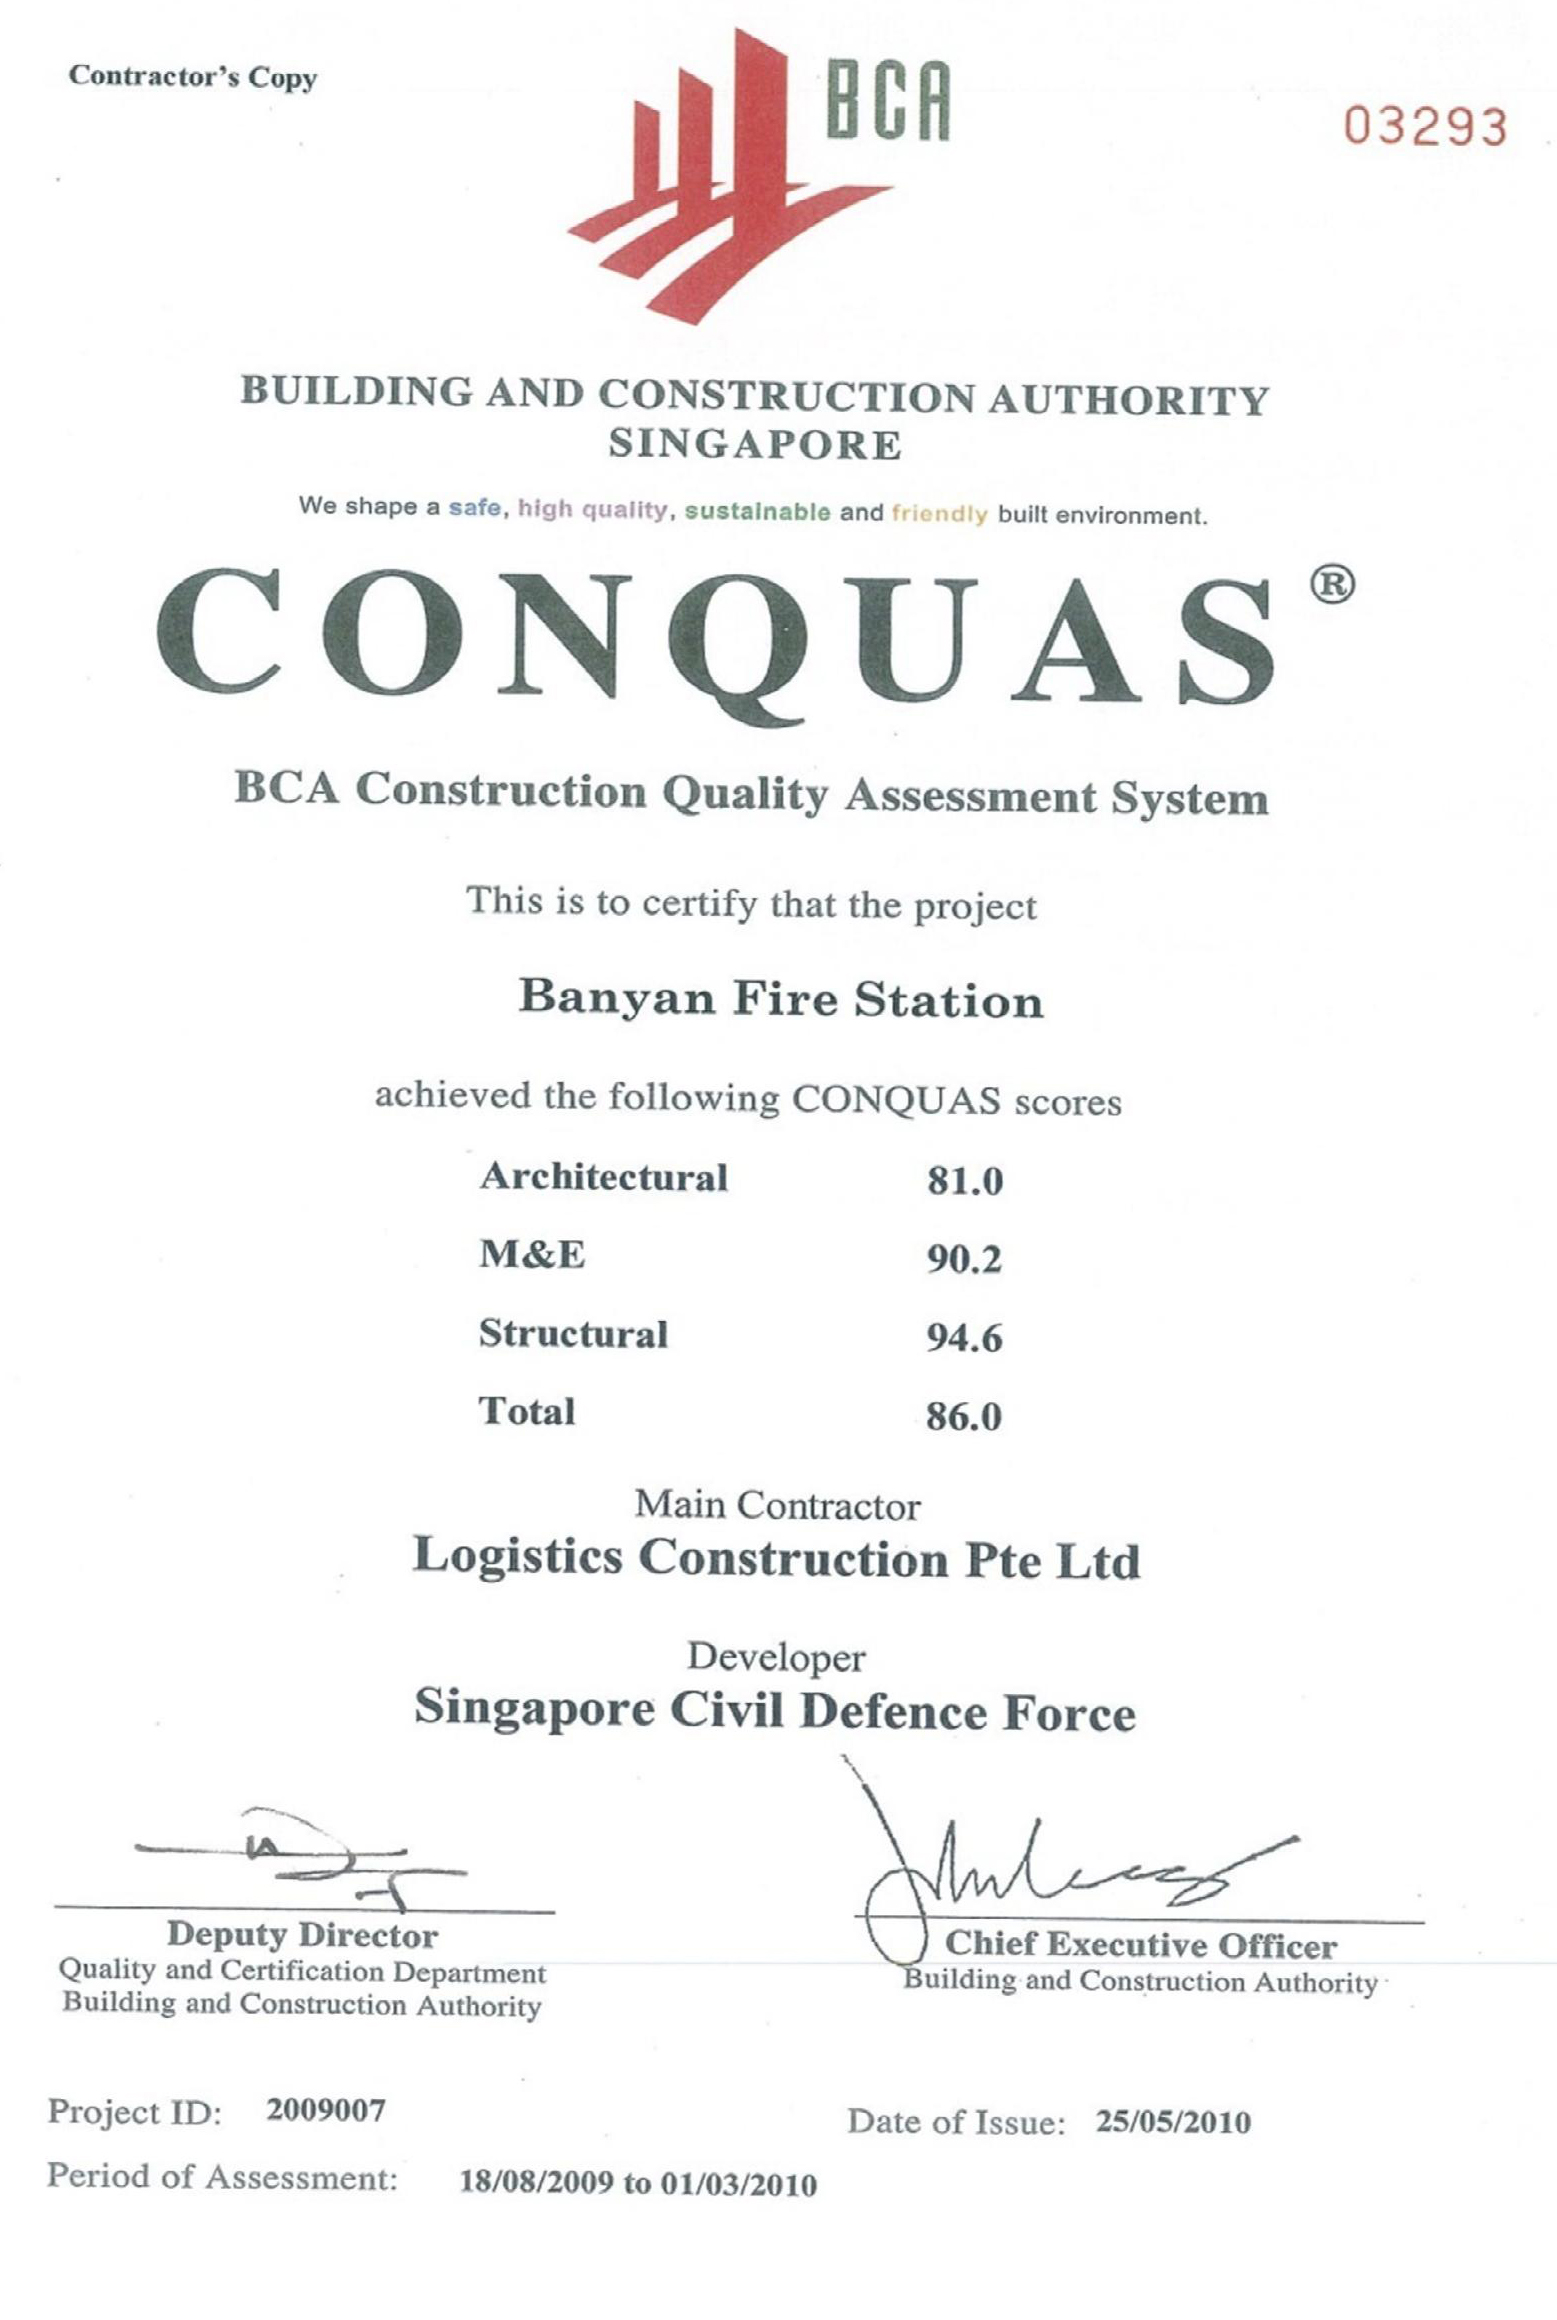 Contractor's Copy
BCA
03293
BUILDING AND CONSTRUCTION AUTHORITY
SINGAPORE
We shape a safe, high quality, sustainable and friendly built environment.
CONQUAS®
BCA Construction Quality Assessment System
This is to certify that the project
Banyan Fire Station
achieved the following CONQUAS scores
Architectural 81.0
M&E 90.2
Structural 94.6
Total 86.0
Main Contractor
Logistics Construction Pte Ltd
Developer
Singapore Civil Defence Force
Deputy Director
Quality and Certification Department
Building and Construction Authority
Chief Executive Officer
Building and Construction Authority
Project ID: 2009007
Date of Issue: 25/05/2010
Period of Assessment: 18/08/2009 to 01/03/2010